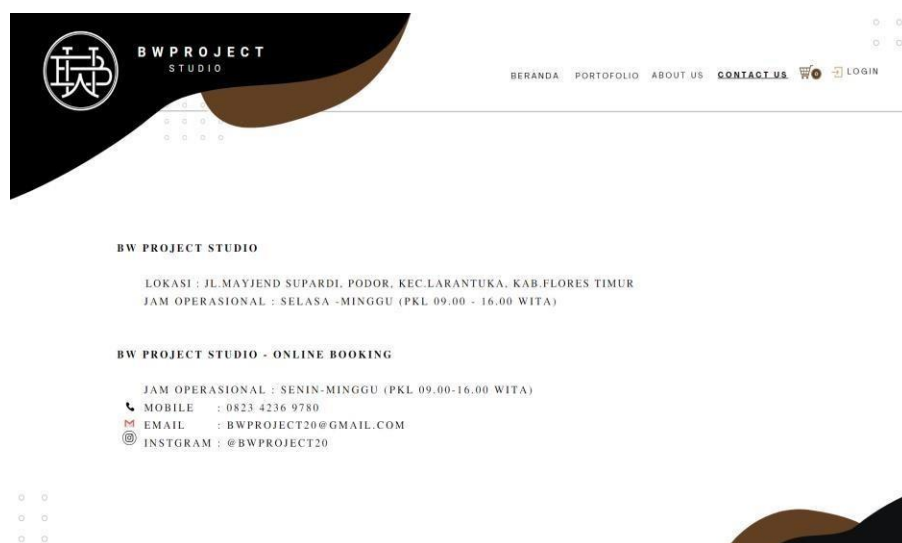 BWPROJECT
STUDIO
BERANDA PORTOFOLIO ABOUT US CONTACT US 0 LOGIN
BW PROJECT STUDIO
LOKASI : JL.MAYJEND SUPARDI, PODOR, KEC.LARANTUKA, KAB.FLORES TIMUR
JAM OPERASIONAL : SELASA -MINGGU (PKL 09.00 - 16.00 WITA)
BW PROJECT STUDIO - ONLINE BOOKING
JAM OPERASIONAL : SENIN-MINGGU (PKL 09.00-16.00 WITA)
MOBILE : 0823 4236 9780
EMAIL : BWPROJECT20@GMAIL.COM
INSTGRAM : @BWPROJECT20